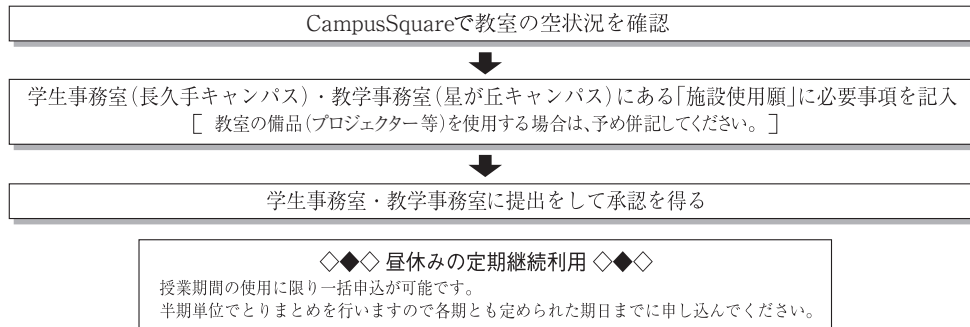 CampusSquareで教室の空状況を確認
学生事務室(長久手キャンパス)・教学事務室(星が丘キャンパス)にある「施設使用願」に必要事項を記入
[ 教室の備品(プロジェクター等)を使用する場合は、予め併記してください。 ]
学生事務室・教学事務室に提出をして承認を得る
◇◆◇ 昼休みの定期継続利用 ◇◆◇
授業期間の使用に限り一括申込が可能です。
半期単位でとりまとめを行いますので各期とも定められた期日までに申し込んでください。